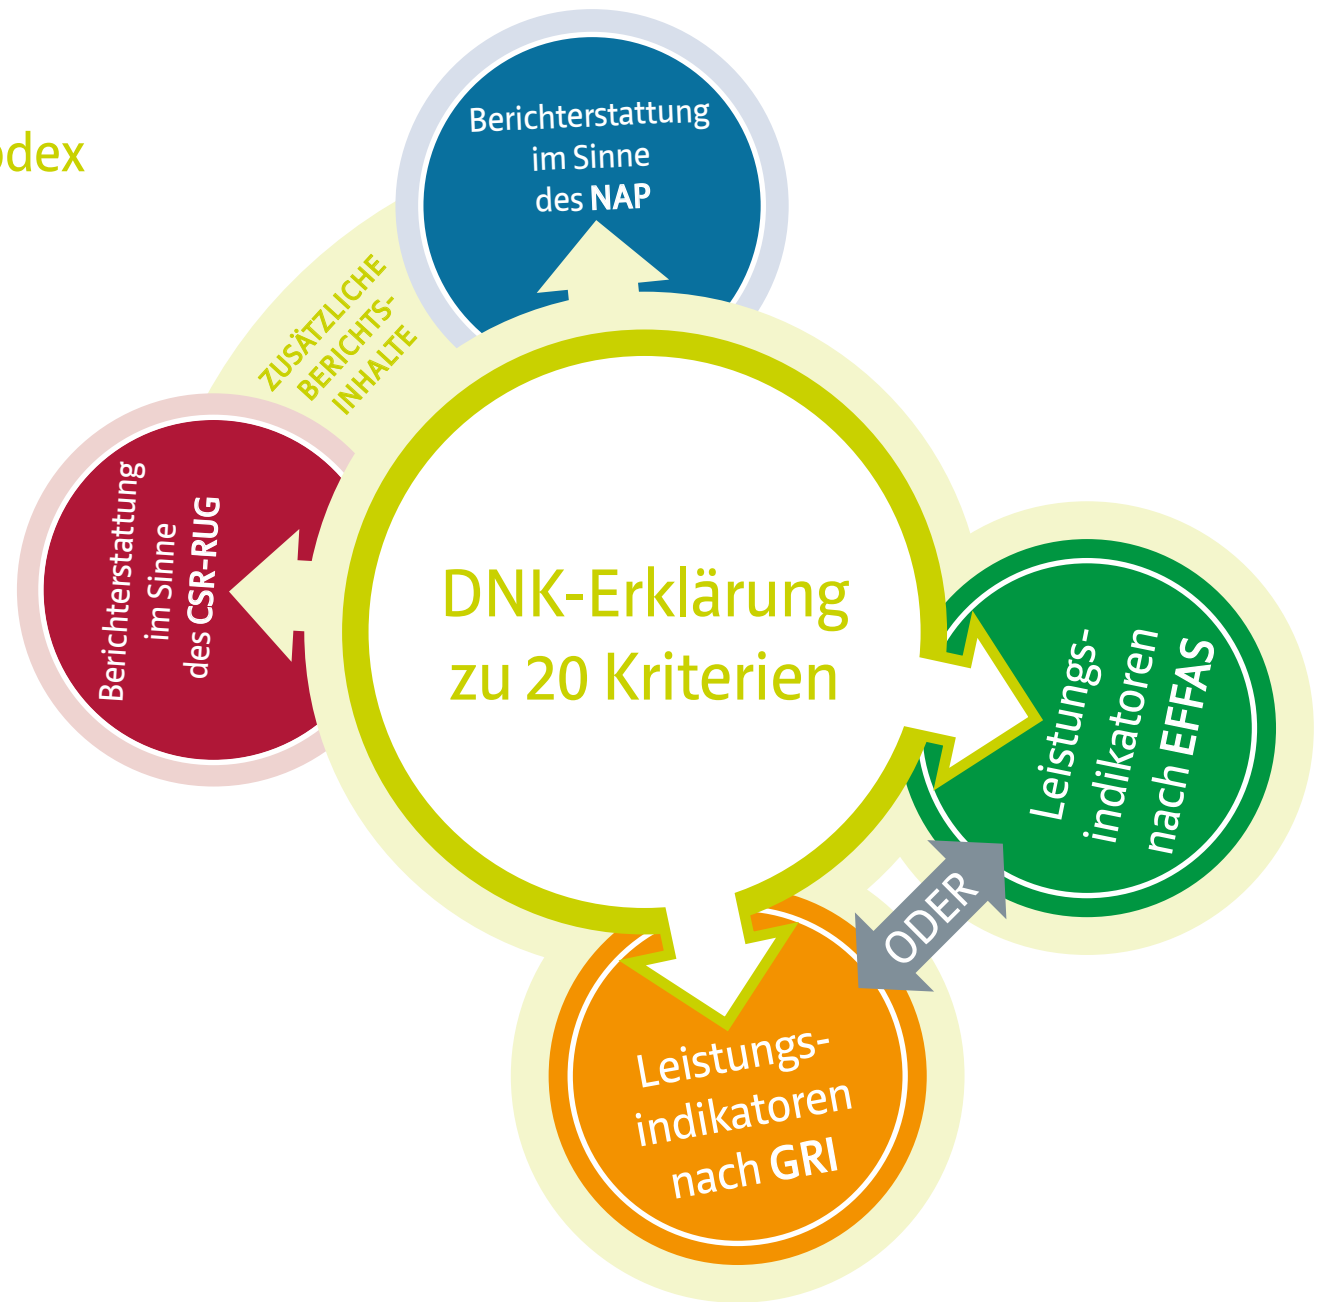 odex
Berichterstattung
im Sinne
des NAP
ZUSÄTZLICHE
BERICHTS-
INHALTE
Berichterstattung
im Sinne
des CSR-RUG
DNK-Erklärung
zu 20 Kriterien
Leistungs-
indikatoren
nach EFFAS
ODER
Leistungs-
indikatoren
nach GRI